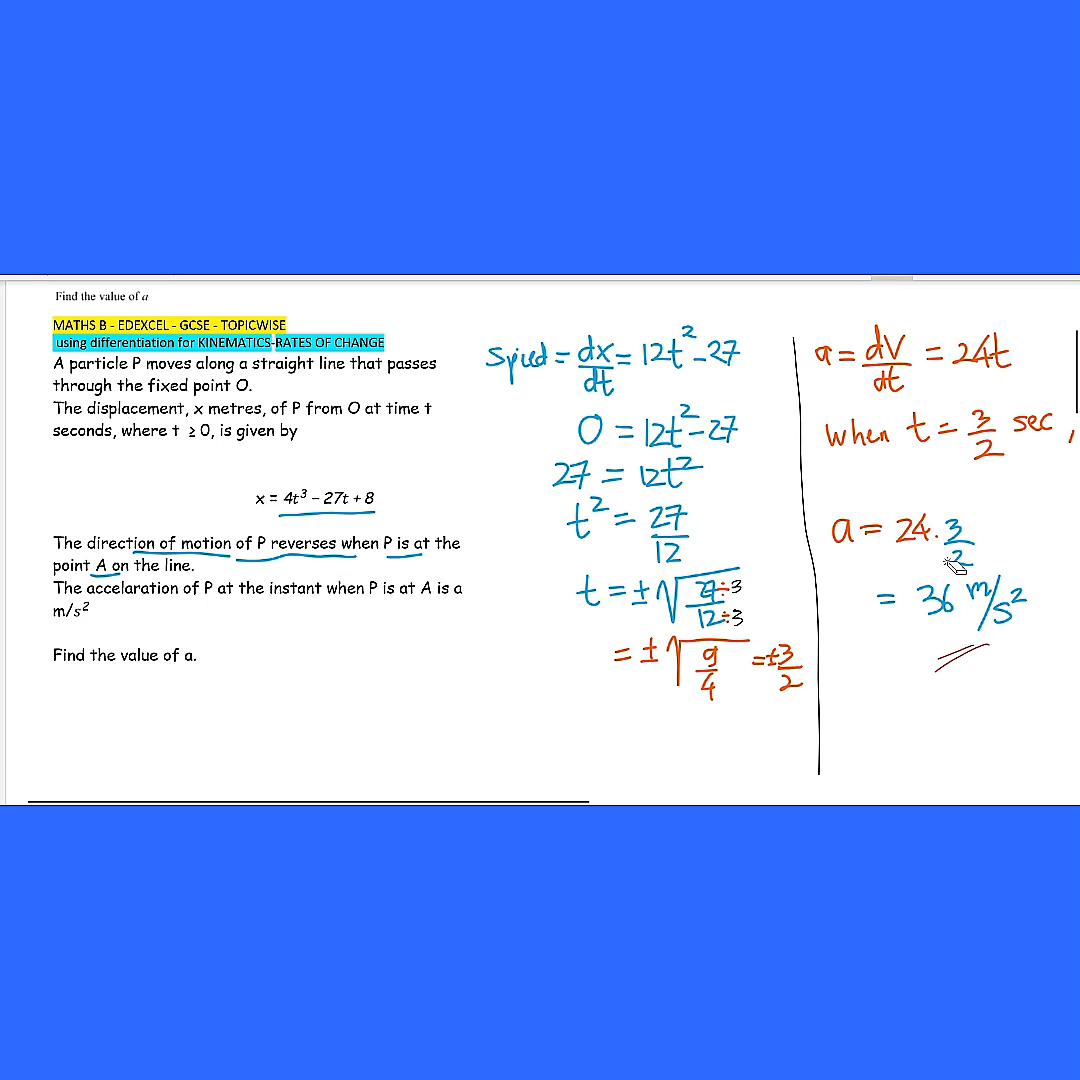 Find the value of a
MATHS B - EDEXCEL - GCSE - TOPICWISE
using differentiation for KINEMATICS-RATES OF CHANGE
A particle P moves along a straight line that passes
through the fixed point O.
The displacement, x metres, of P from O at time t
seconds, where t ≥ 0, is given by
x = 4t³ – 27t + 8
The direction of motion of P reverses when P is at the
point A on the line.
The accelaration of P at the instant when P is at A is a
m/s²
Find the value of a.
Spied = dx/dt = 12t² - 27
0 = 12t² - 27
27 = 12t²
t² = 27/12
t = ±√(27÷3/12÷3)
= ±√(9/4) = ±3/2
a = dV/dt = 24t
When t = 3/2 sec ,
a = 24 . 3/2
= 36 m/s²